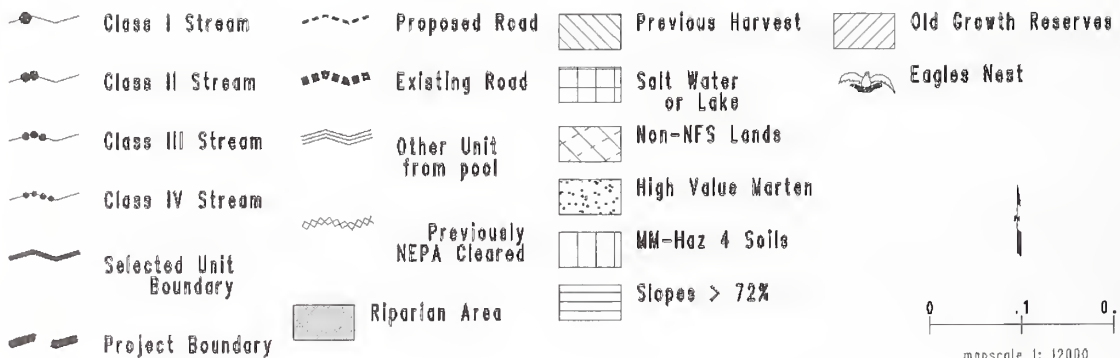 Class I Stream
Class II Stream
Class III Stream
Class IV Stream
Selected Unit
Boundary
Project Boundary
Proposed Road
Existing Road
Other Unit
from pool
Previously
NEPA Cleared
Riparian Area
Previous Harvest
Salt Water
or Lake
Non-NFS Lands
High Value Marten
MM-Haz 4 Soils
Slopes > 72%
Old Growth Reserves
Eagles Nest
0 .1 0.
mapscale 1: 12000